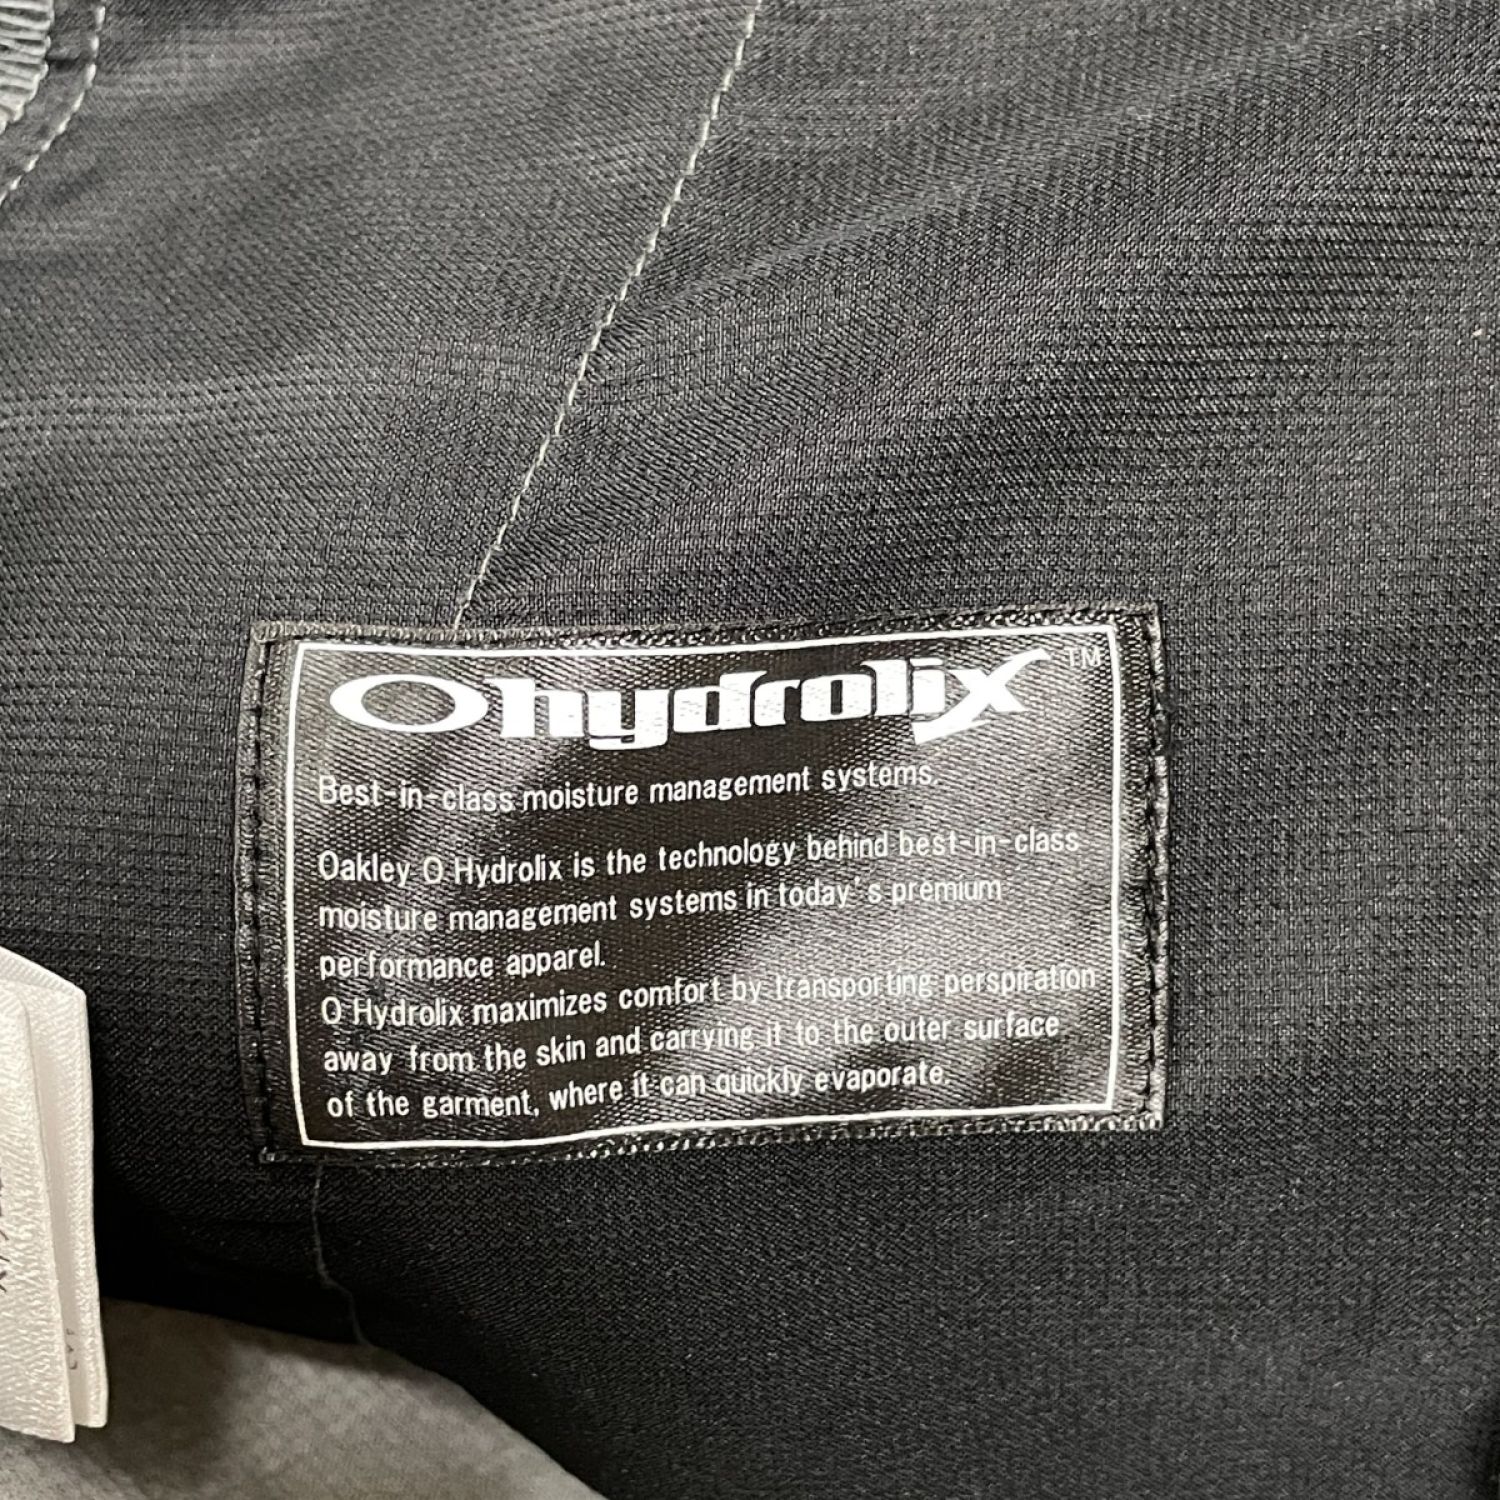 Ohydrolix™
Best-in-class moisture management systems.
Oakley O Hydrolix is the technology behind best-in-class
moisture management systems in today's premium
performance apparel.
O Hydrolix maximizes comfort by transporting perspiration
away from the skin and carrying it to the outer surface
of the garment, where it can quickly evaporate.